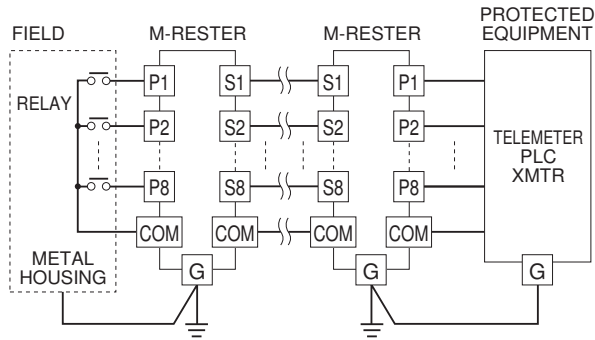 FIELD
M-RESTER
M-RESTER
PROTECTED
EQUIPMENT
RELAY
P1
S1
S1
P1
P2
S2
S2
P2
TELEMETER
PLC
XMTR
P8
S8
S8
P8
COM
COM
COM
COM
METAL
HOUSING
G
G
G